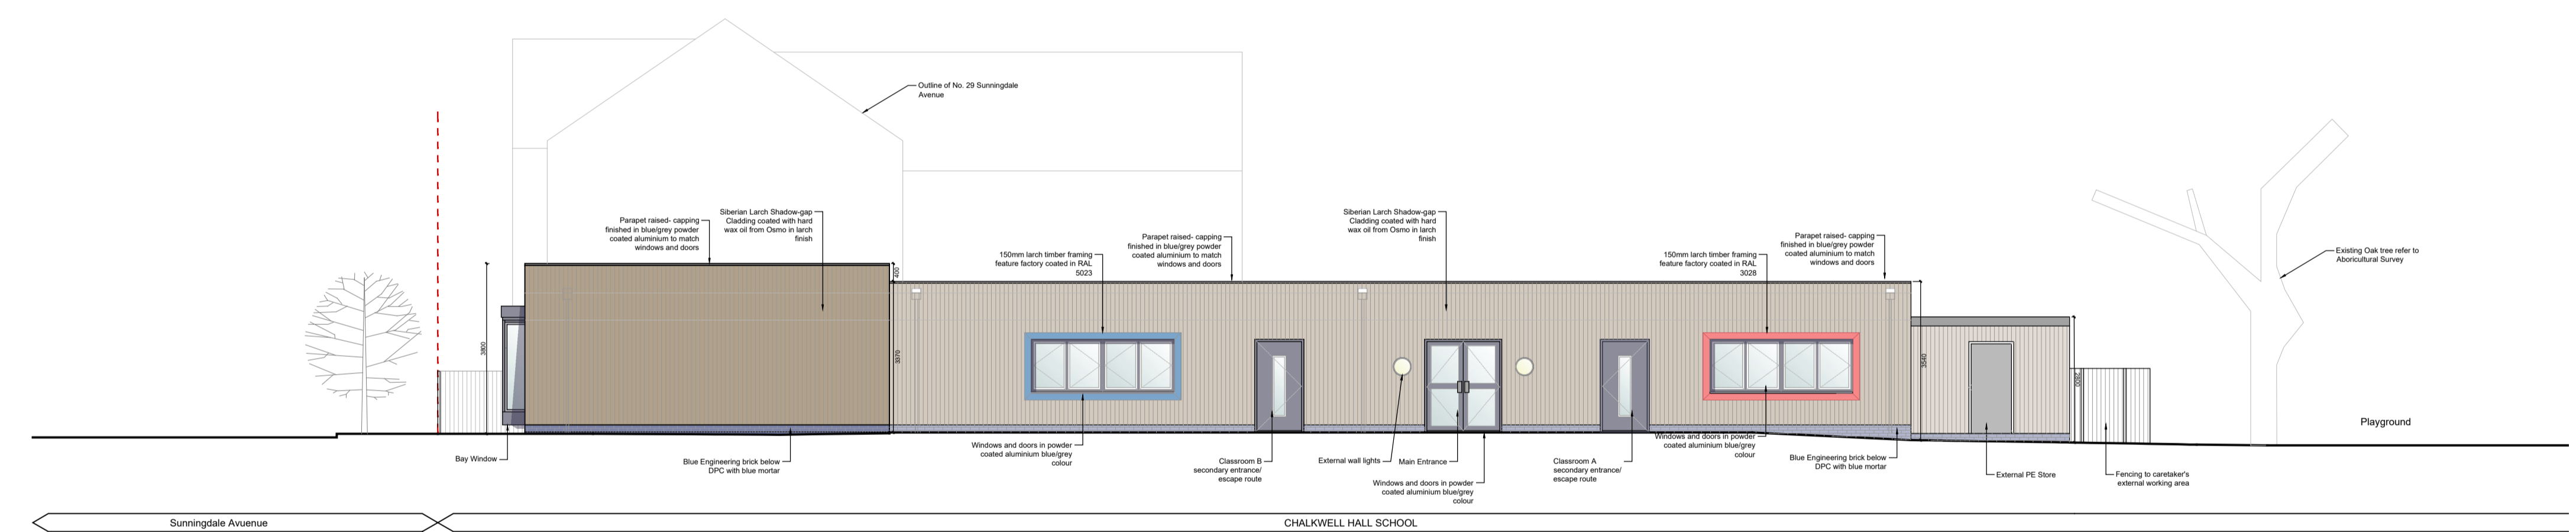 Outline of No. 29 Sunningdale
Avenue
Parapet raised- capping
finished in blue/grey powder
coated aluminium to match
windows and doors
Siberian Larch Shadow-gap
Cladding coated with hard
wax oil from Osmo in larch
finish
150mm larch timber framing
feature factory coated in RAL
5023
Parapet raised- capping
finished in blue/grey powder
coated aluminium to match
windows and doors
Siberian Larch Shadow-gap
Cladding coated with hard
wax oil from Osmo in larch
finish
150mm larch timber framing
feature factory coated in RAL
3028
Parapet raised- capping
finished in blue/grey powder
coated aluminium to match
windows and doors
Existing Oak tree refer to
Aboricultural Survey
3800
400
3370
3540
2600
Playground
Bay Window
Blue Engineering brick below
DPC with blue mortar
Windows and doors in powder
coated aluminium blue/grey
colour
Classroom B
secondary entrance/
escape route
External wall lights
Main Entrance
Windows and doors in powder
coated aluminium blue/grey
colour
Classroom A
secondary entrance/
escape route
Windows and doors in powder
coated aluminium blue/grey
colour
Blue Engineering brick below
DPC with blue mortar
External PE Store
Fencing to caretaker's
external working area
Sunningdale Avuenue
CHALKWELL HALL SCHOOL